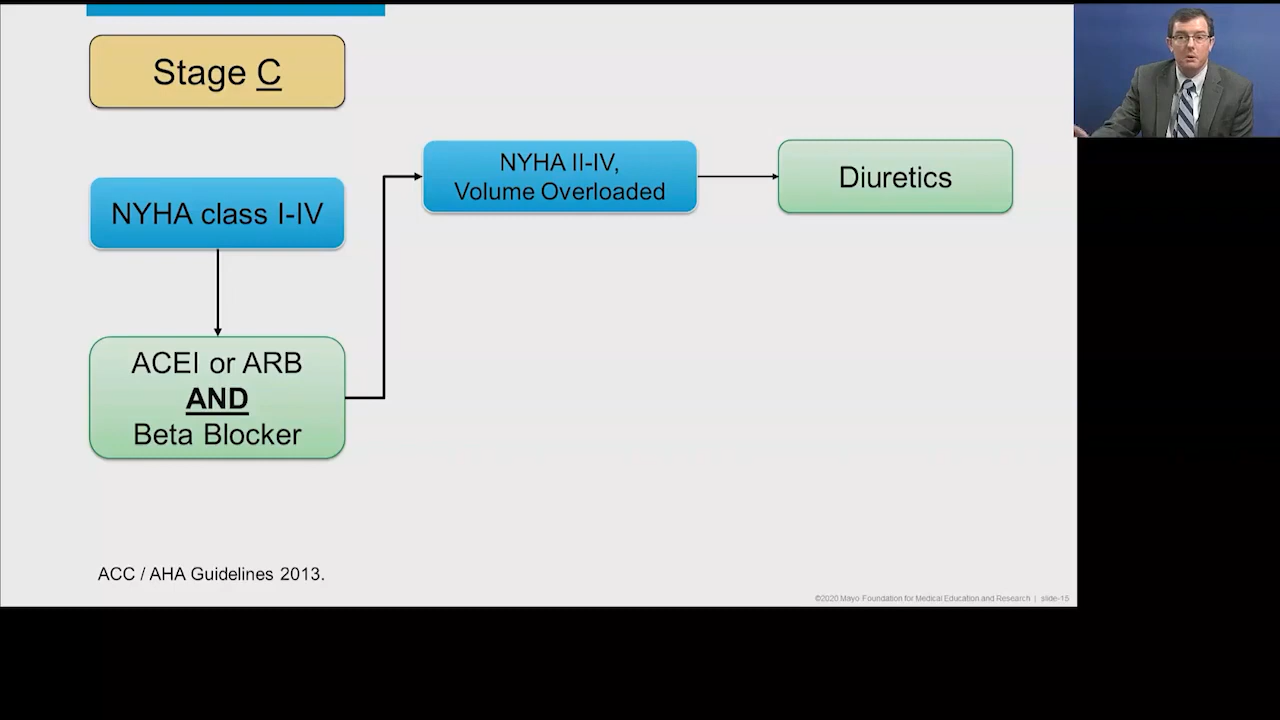 Stage C
NYHA class I-IV
ACEI or ARB
AND
Beta Blocker
NYHA II-IV,
Volume Overloaded
Diuretics
ACC / AHA Guidelines 2013.
©2020 Mayo Foundation for Medical Education and Research | slide-15